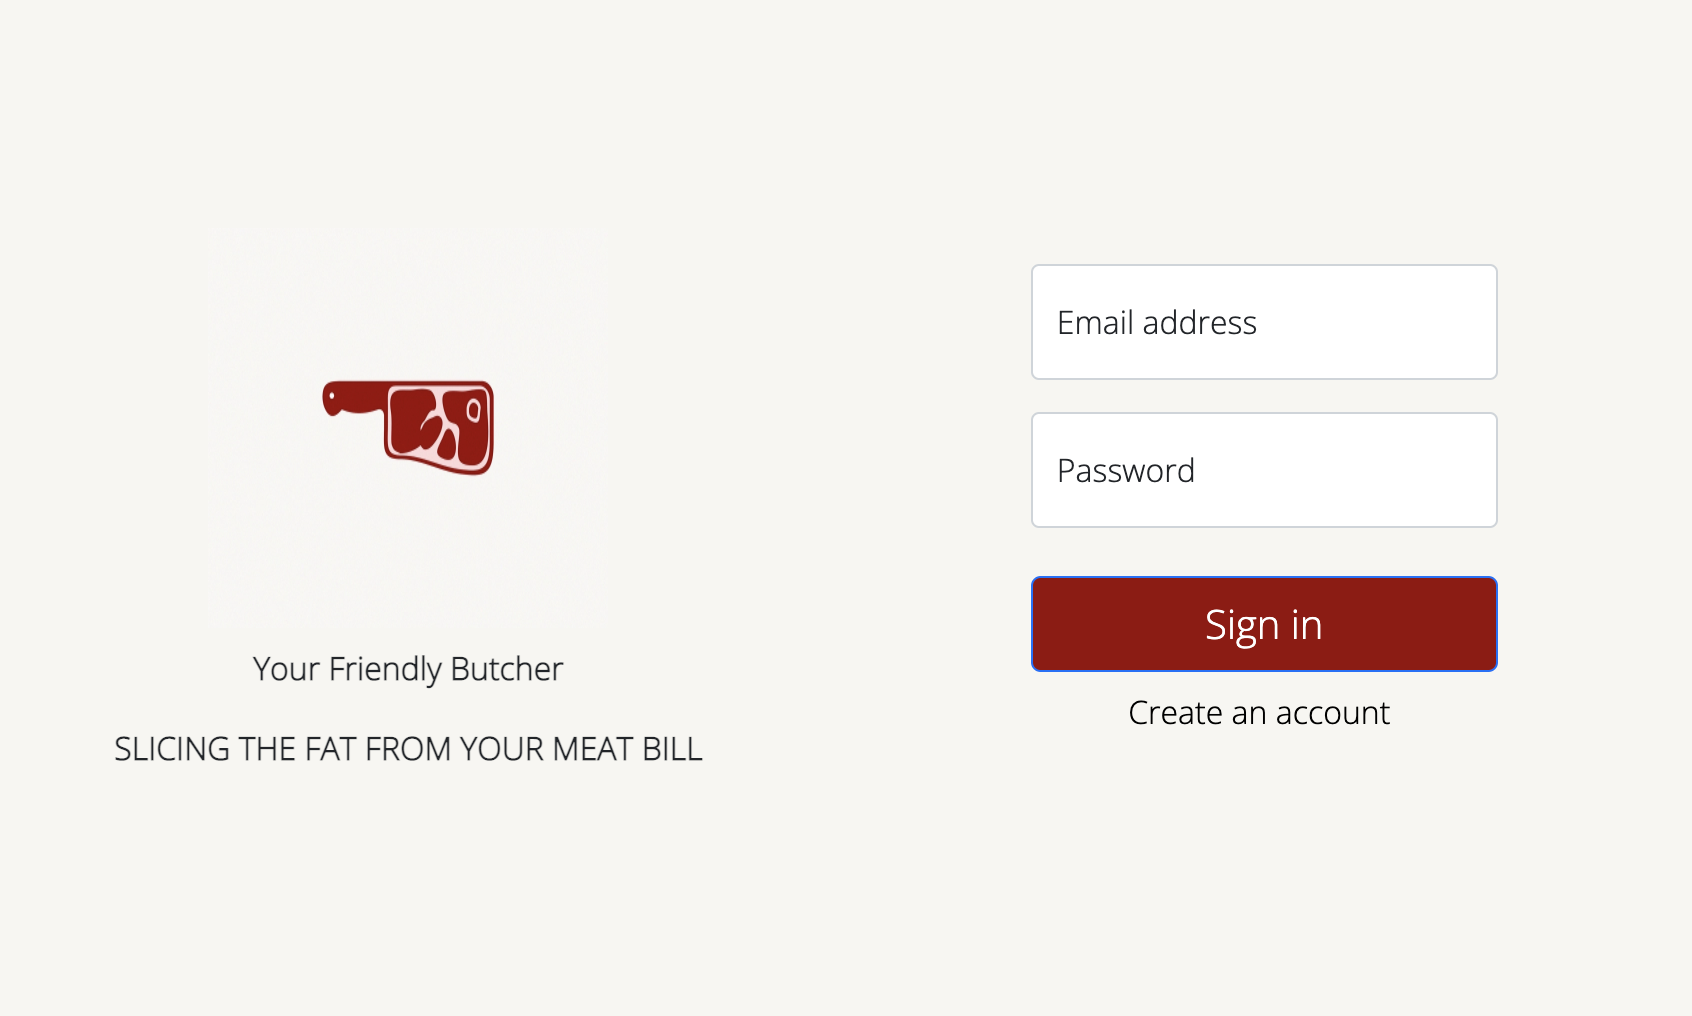 Your Friendly Butcher
SLICING THE FAT FROM YOUR MEAT BILL
Email address
Password
Sign in
Create an account